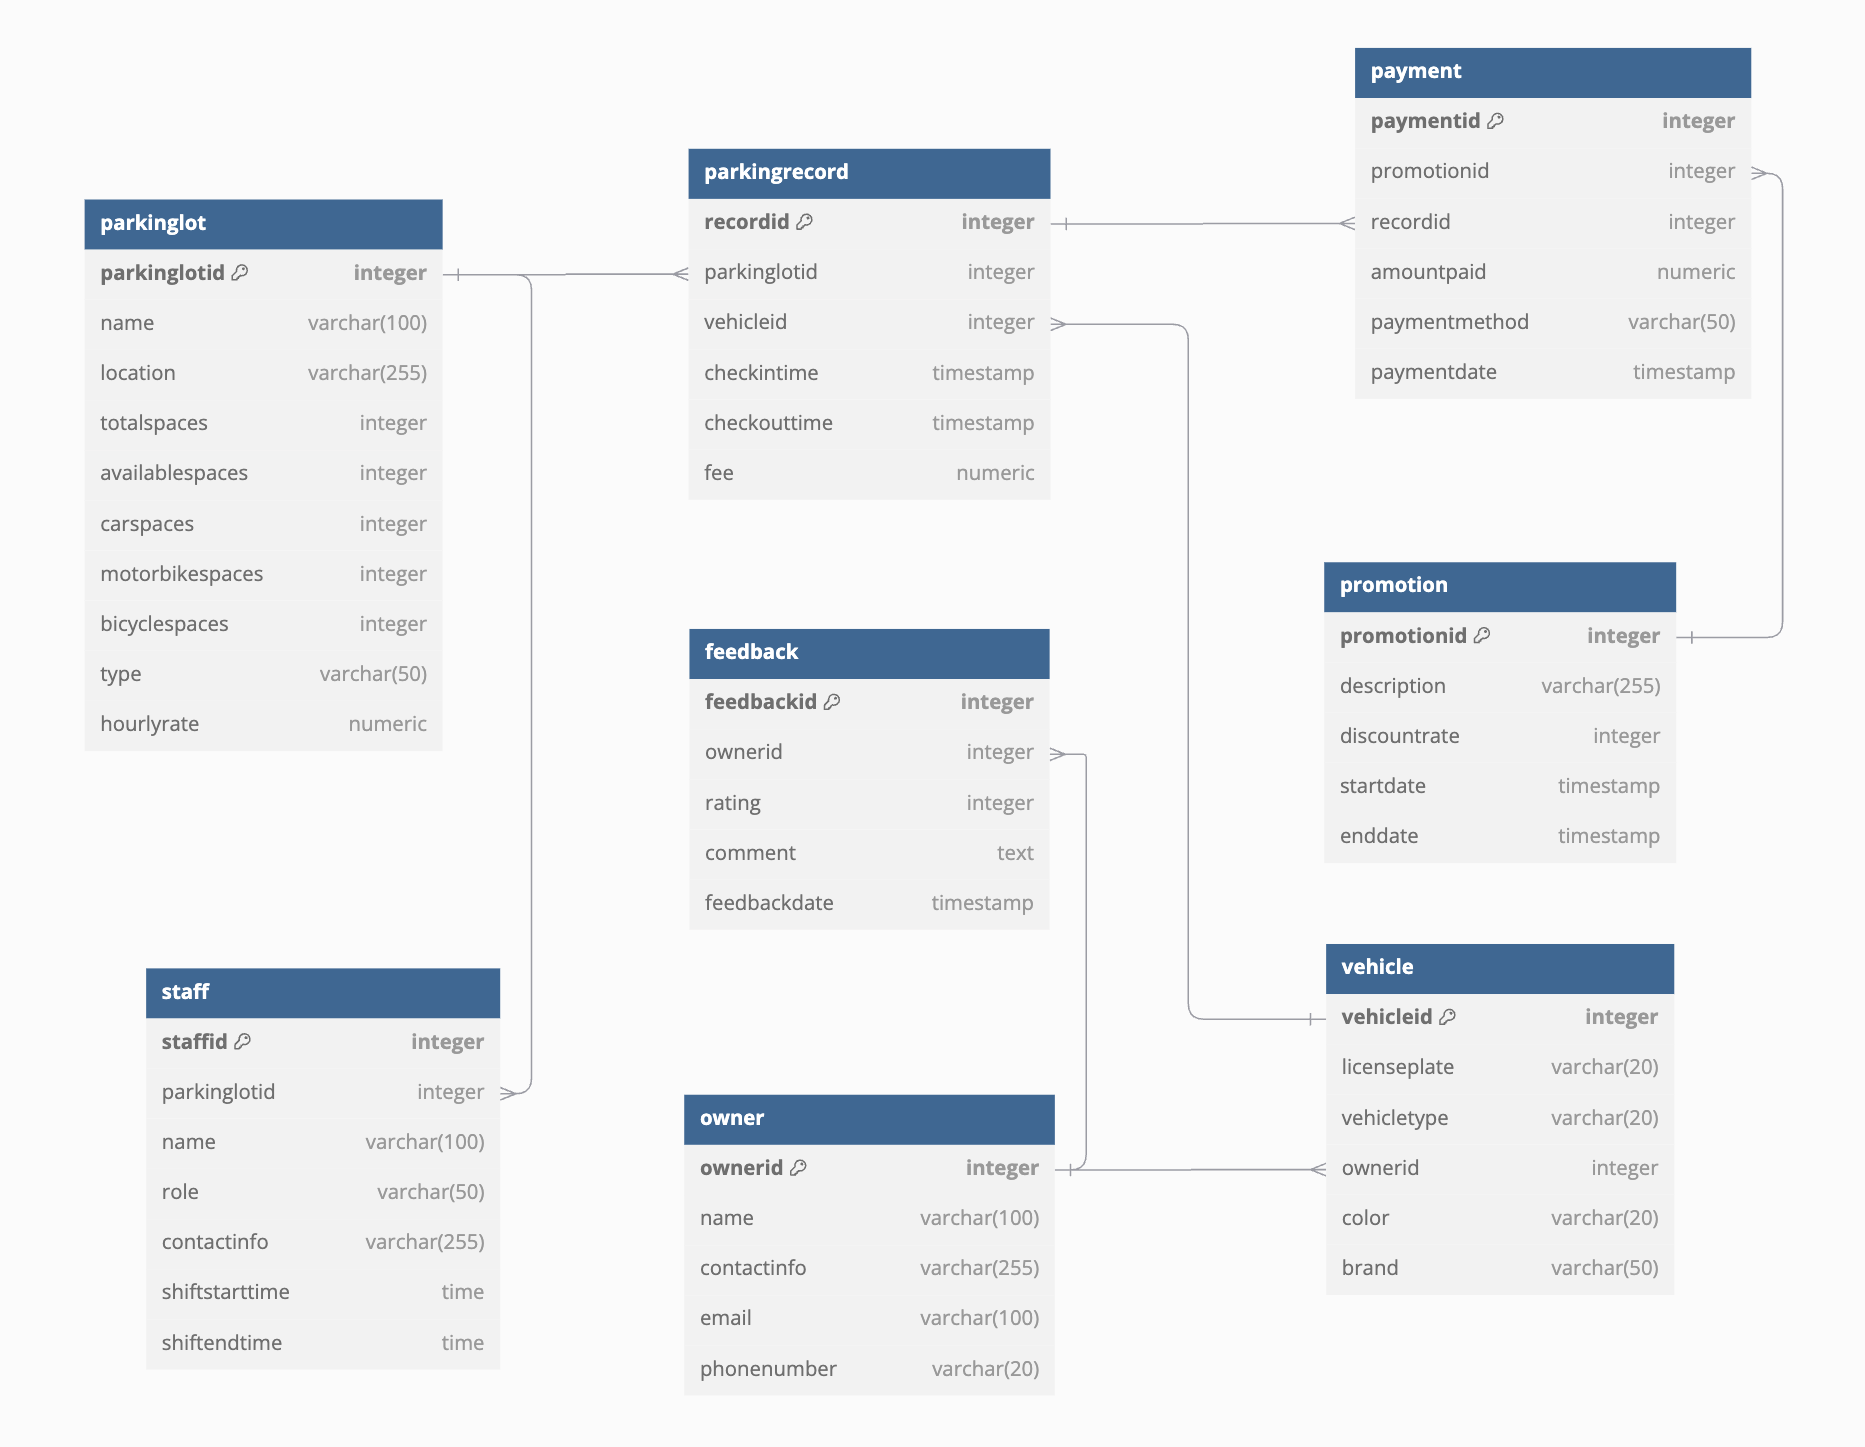 payment
paymentid integer
promotionid integer
recordid integer
amountpaid numeric
paymentmethod varchar(50)
paymentdate timestamp
parkingrecord
recordid integer
parkinglotid integer
vehicleid integer
checkintime timestamp
checkouttime timestamp
fee numeric
parkinglot
parkinglotid integer
name varchar(100)
location varchar(255)
totalspaces integer
availablespaces integer
carspaces integer
motorbikespaces integer
bicyclespaces integer
type varchar(50)
hourlyrate numeric
promotion
promotionid integer
description varchar(255)
discountrate integer
startdate timestamp
enddate timestamp
feedback
feedbackid integer
ownerid integer
rating integer
comment text
feedbackdate timestamp
vehicle
vehicleid integer
licenseplate varchar(20)
vehicletype varchar(20)
ownerid integer
color varchar(20)
brand varchar(50)
staff
staffid integer
parkinglotid integer
name varchar(100)
role varchar(50)
contactinfo varchar(255)
shiftstarttime time
shiftendtime time
owner
ownerid integer
name varchar(100)
contactinfo varchar(255)
email varchar(100)
phonenumber varchar(20)